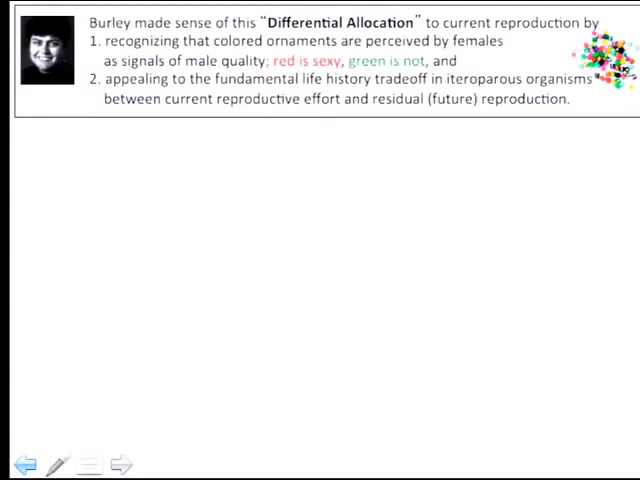 Burley made sense of this “Differential Allocation” to current reproduction by
1. recognizing that colored ornaments are perceived by females
as signals of male quality; red is sexy, green is not, and
2. appealing to the fundamental life history tradeoff in iteroparous organisms
between current reproductive effort and residual (future) reproduction.